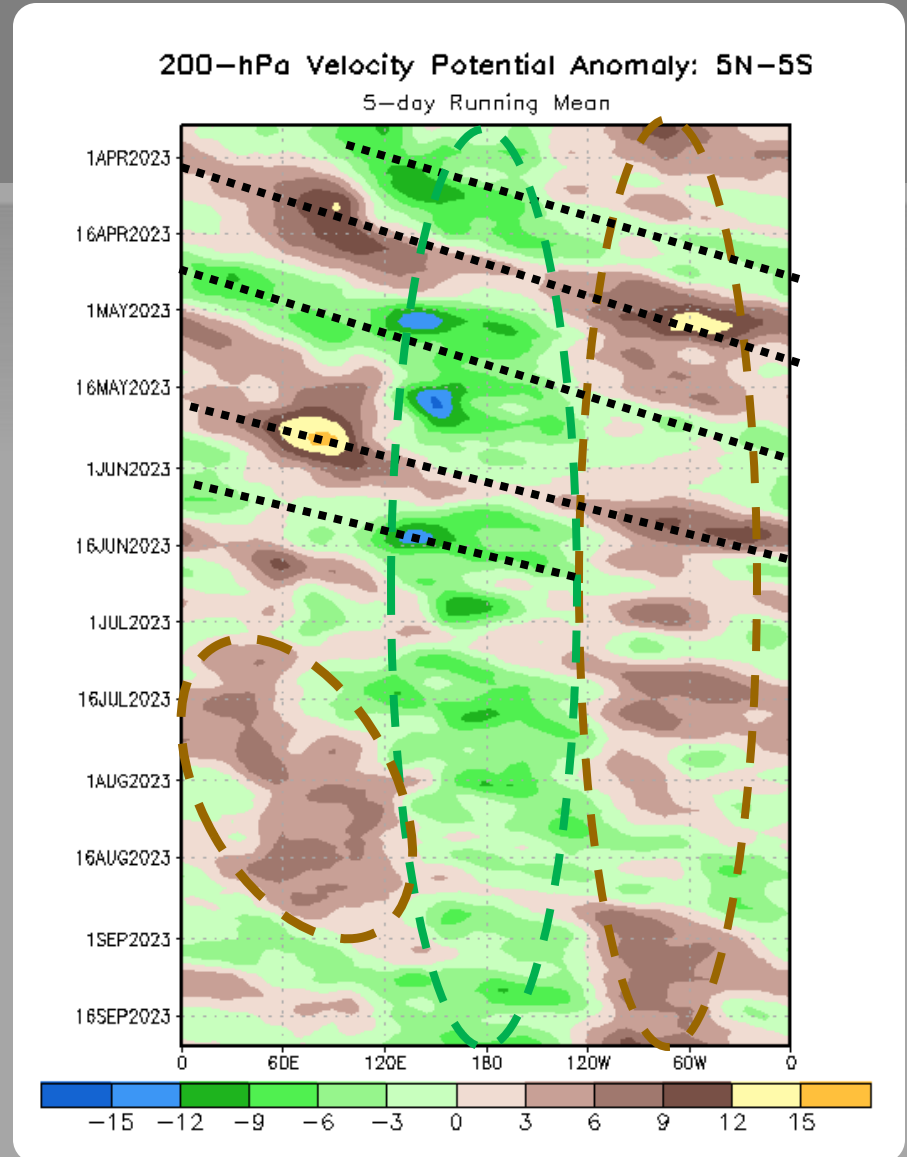 200-hPa Velocity Potential Anomaly: 5N-5S
5-day Running Mean
1APR2023
16APR2023
1MAY2023
16MAY2023
1JUN2023
16JUN2023
1JUL2023
16JUL2023
1AUG2023
16AUG2023
1SEP2023
16SEP2023
0 60E 120E 180 120W 60W 0
-15 -12 -9 -6 -3 0 3 6 9 12 15